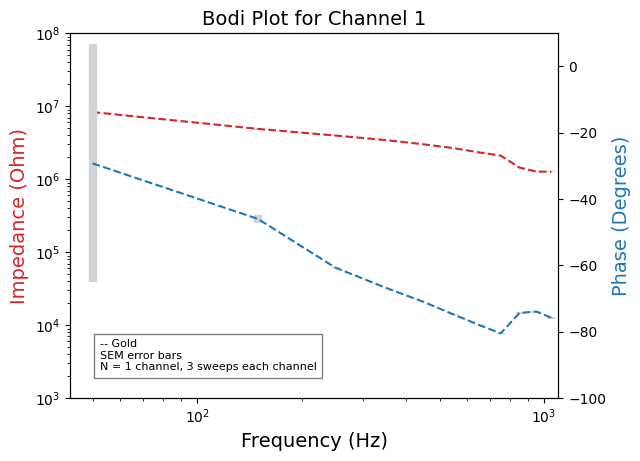 Bodi Plot for Channel 1
Impedance (Ohm)
10^8
10^7
10^6
10^5
10^4
10^3
0
−20
−40
−60
−80
−100
Phase (Degrees)
-- Gold
SEM error bars
N = 1 channel, 3 sweeps each channel
10^2
10^3
Frequency (Hz)